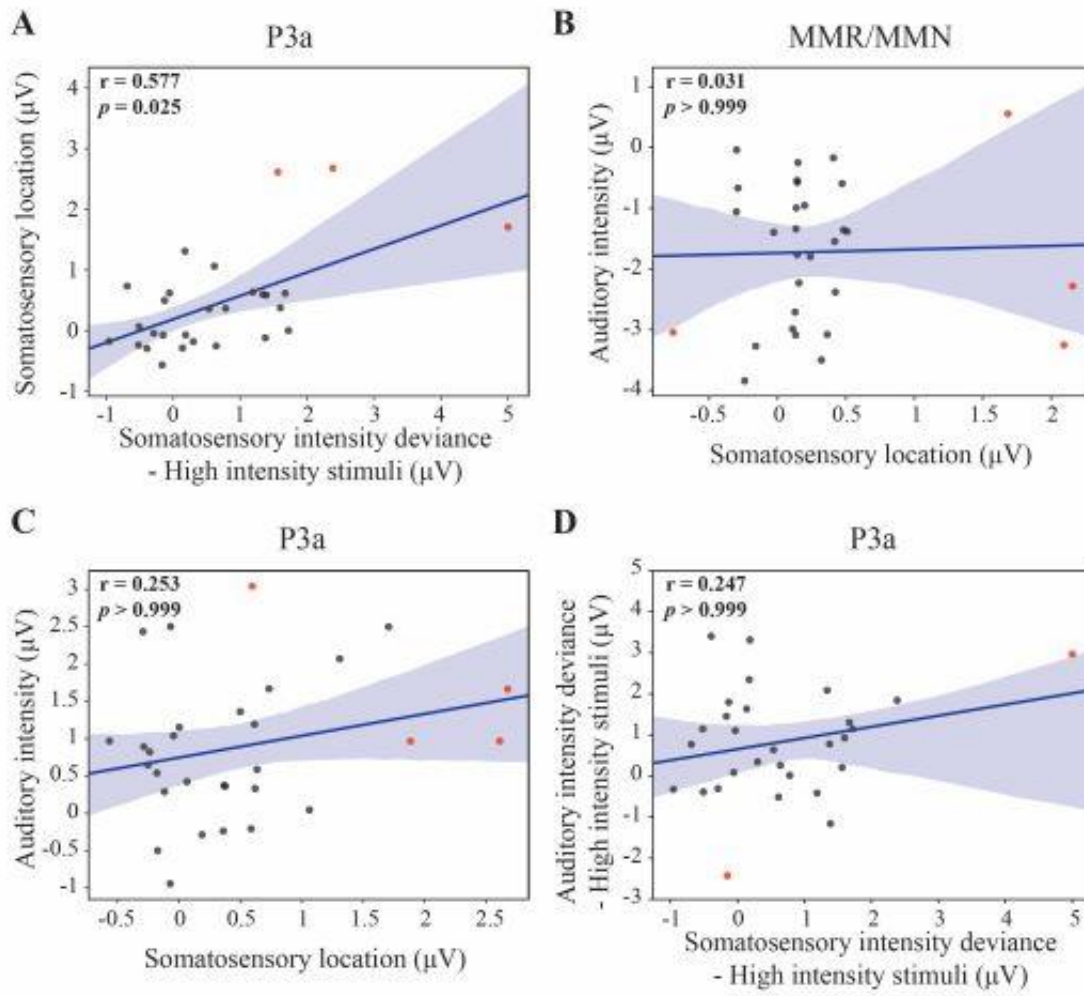 A
P3a
r = 0.577
p = 0.025
Somatosensory location (μV)
4
3
2
1
0
-1
-1 0 1 2 3 4 5
Somatosensory intensity deviance
- High intensity stimuli (μV)
B
MMR/MMN
r = 0.031
p > 0.999
Auditory intensity (μV)
1
0
-1
-2
-3
-4
-0.5 0 0.5 1 1.5 2
Somatosensory location (μV)
C
P3a
r = 0.253
p > 0.999
Auditory intensity (μV)
3
2.5
2
1.5
1
0.5
0
-0.5
-1
-0.5 0 0.5 1 1.5 2 2.5
Somatosensory location (μV)
D
P3a
r = 0.247
p > 0.999
Auditory intensity deviance
- High intensity stimuli (μV)
5
4
3
2
1
0
-1
-2
-3
-1 0 1 2 3 4 5
Somatosensory intensity deviance
- High intensity stimuli (μV)